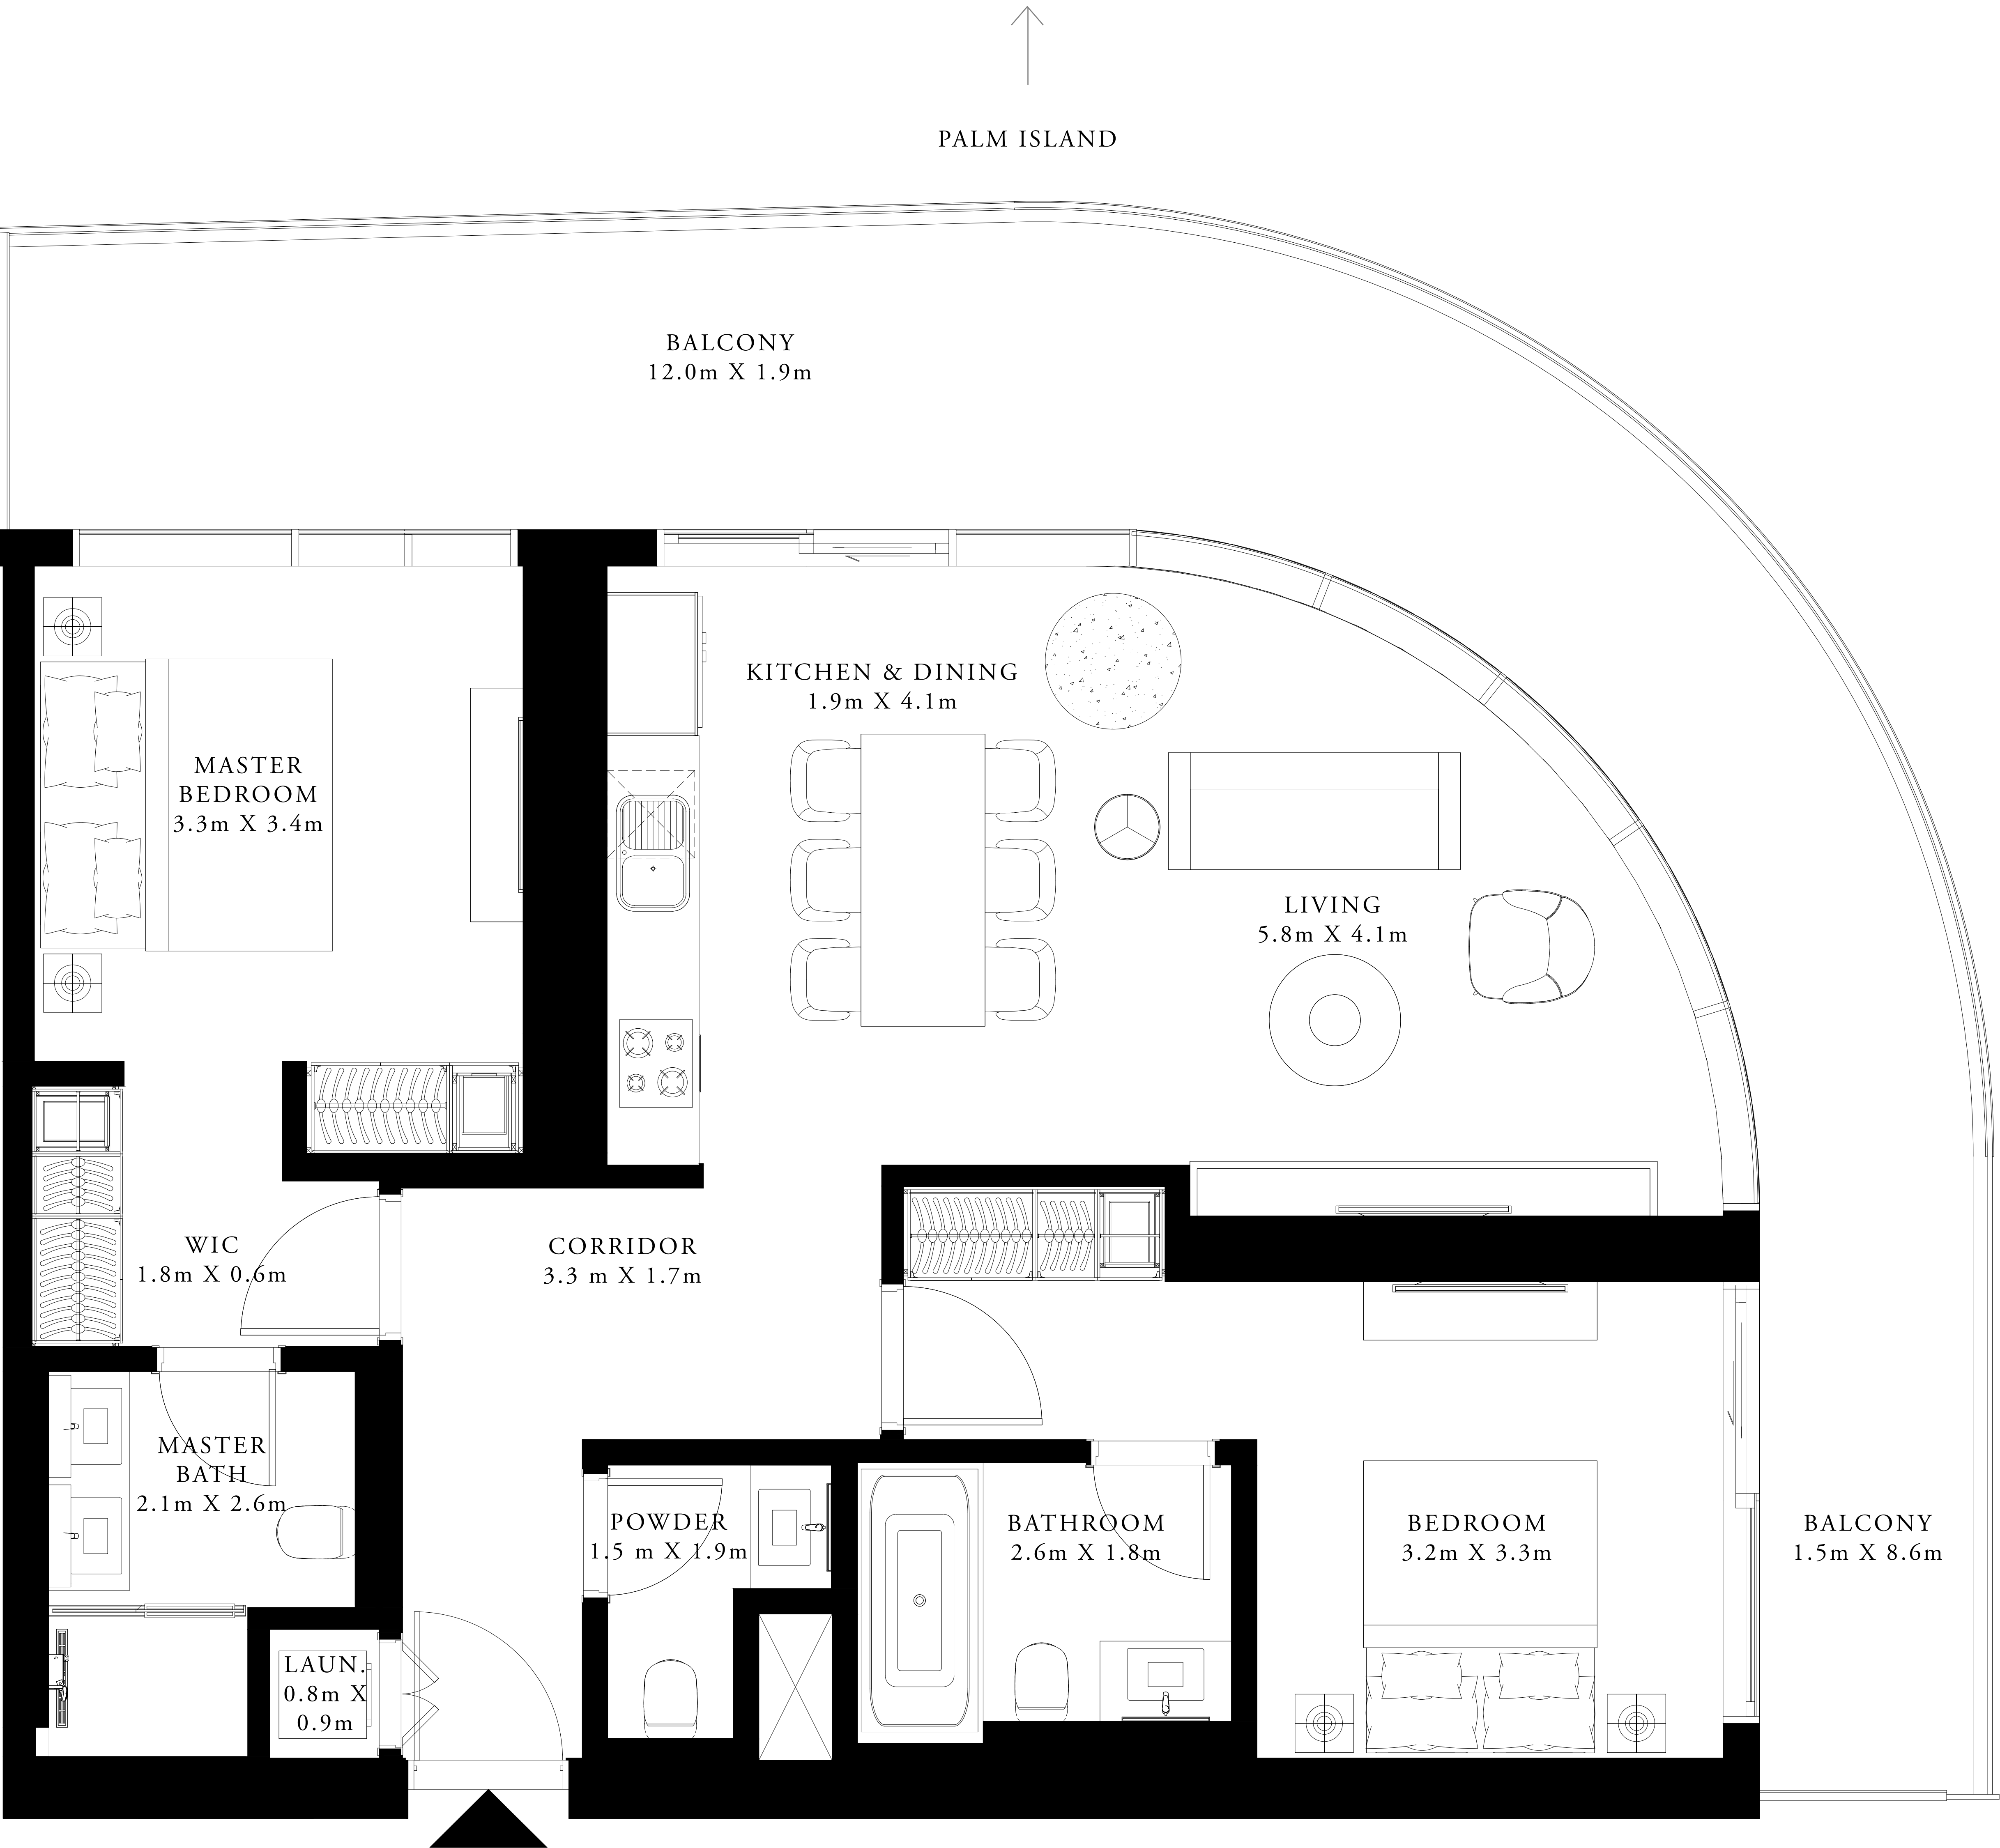 PALM ISLAND
BALCONY
12.0m X 1.9m
KITCHEN & DINING
1.9m X 4.1m
MASTER
BEDROOM
3.3m X 3.4m
LIVING
5.8m X 4.1m
WIC
1.8m X 0.6m
CORRIDOR
3.3 m X 1.7m
MASTER
BATH
2.1m X 2.6m
POWDER
1.5 m X 1.9m
BATHROOM
2.6m X 1.8m
BEDROOM
3.2m X 3.3m
BALCONY
1.5m X 8.6m
LAUN.
0.8m X
0.9m